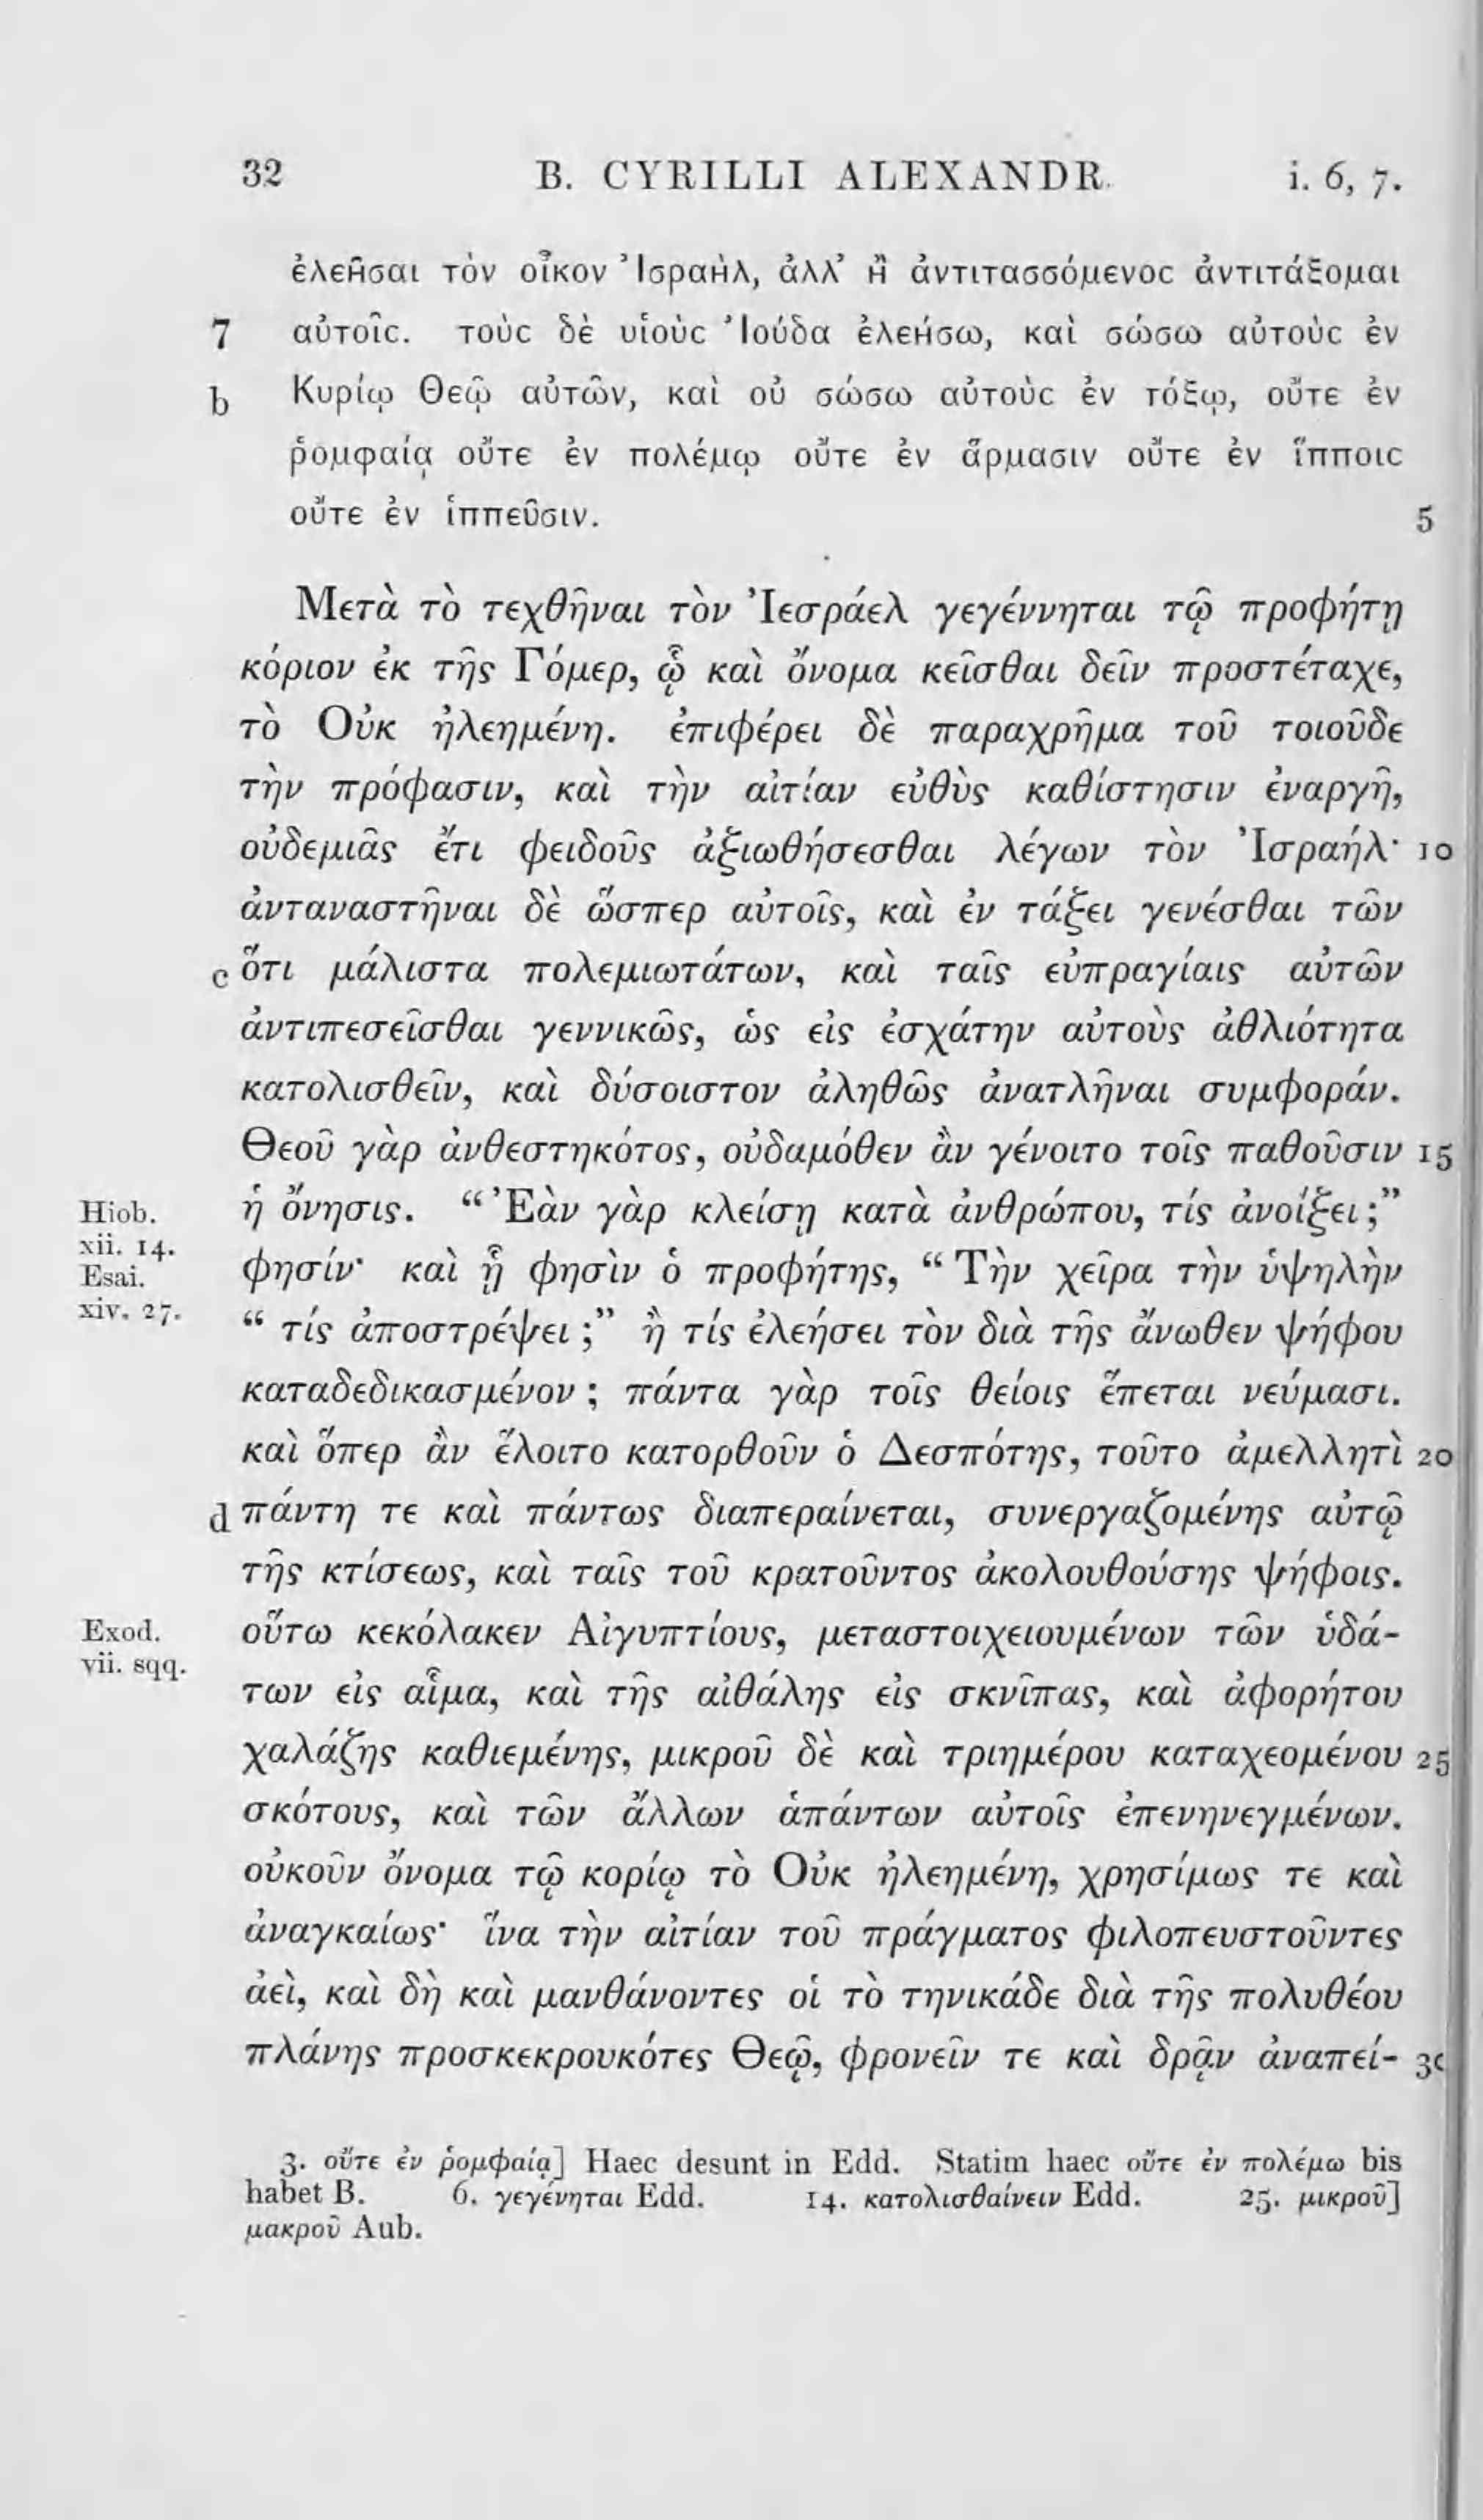 32 B. CYRILLI ALEXANDR. i. 6, 7.
ἐλεῆσαι τὸν οἶκον Ἰσραὴλ, ἀλλ’ ἢ ἀντιτασσόμενος ἀντιτάξομαι
7 αὐτοῖς. τοὺς δὲ υἱοὺς Ἰούδα ἐλεήσω, καὶ σώσω αὐτοὺς ἐν
b Κυρίῳ Θεῷ αὐτῶν, καὶ οὐ σώσω αὐτοὺς ἐν τόξῳ, οὔτε ἐν
ῥομφαίᾳ οὔτε ἐν πολέμῳ οὔτε ἐν ἅρμασιν οὔτε ἐν ἵπποις
οὔτε ἐν ἱππεῦσιν. 5
Μετὰ τὸ τεχθῆναι τὸν Ἰεσράελ γεγέννηται τῷ προφήτῃ
κόριον ἐκ τῆς Γόμερ, ᾧ καὶ ὄνομα κεῖσθαι δεῖν προστέταχε,
τὸ Οὐκ ἠλεημένη. ἐπιφέρει δὲ παραχρῆμα τοῦ τοιοῦδε
τὴν πρόφασιν, καὶ τὴν αἰτίαν εὐθὺς καθίστησιν ἐναργῆ,
οὐδεμιᾶς ἔτι φειδοῦς ἀξιωθήσεσθαι λέγων τὸν Ἰσραήλ· 10
ἀνταναστῆναι δὲ ὥσπερ αὐτοῖς, καὶ ἐν τάξει γενέσθαι τῶν
c ὅτι μάλιστα πολεμιωτάτων, καὶ ταῖς εὐπραγίαις αὐτῶν
ἀντιπεσεῖσθαι γεννικῶς, ὡς εἰς ἐσχάτην αὐτοὺς ἀθλιότητα
κατολισθεῖν, καὶ δύσοιστον ἀληθῶς ἀνατλῆναι συμφοράν.
Θεοῦ γὰρ ἀνθεστηκότος, οὐδαμόθεν ἂν γένοιτο τοῖς παθοῦσιν 15
Hiob. ἡ ὄνησις. “Ἐὰν γὰρ κλείσῃ κατὰ ἀνθρώπου, τίς ἀνοίξει;”
xii. 14.
Esai. φησίν· καὶ ᾗ φησὶν ὁ προφήτης, “Τὴν χεῖρα τὴν ὑψηλὴν
xiv. 27. “τίς ἀποστρέψει;” ἢ τίς ἐλεήσει τὸν διὰ τῆς ἄνωθεν ψήφου
καταδεδικασμένον; πάντα γὰρ τοῖς θείοις ἕπεται νεύμασι.
καὶ ὅπερ ἂν ἕλοιτο κατορθοῦν ὁ Δεσπότης, τοῦτο ἀμελλητὶ 20
d πάντη τε καὶ πάντως διαπεραίνεται, συνεργαζομένης αὐτῷ
τῆς κτίσεως, καὶ ταῖς τοῦ κρατοῦντος ἀκολουθούσης ψήφοις.
Exod. οὕτω κεκόλακεν Αἰγυπτίους, μεταστοιχειουμένων τῶν ὑδά-
vii. sqq. των εἰς αἷμα, καὶ τῆς αἰθάλης εἰς σκνῖπας, καὶ ἀφορήτου
χαλάζης καθιεμένης, μικροῦ δὲ καὶ τριημέρου καταχεομένου 25
σκότους, καὶ τῶν ἄλλων ἁπάντων αὐτοῖς ἐπενηνεγμένων.
οὐκοῦν ὄνομα τῷ κορίῳ τὸ Οὐκ ἠλεημένη, χρησίμως τε καὶ
ἀναγκαίως· ἵνα τὴν αἰτίαν τοῦ πράγματος φιλοπευστοῦντες
ἀεὶ, καὶ δὴ καὶ μανθάνοντες οἱ τὸ τηνικάδε διὰ τῆς πολυθέου
πλάνης προσκεκρουκότες Θεῷ, φρονεῖν τε καὶ δρᾷν ἀναπεί- 30
3. οὔτε ἐν ῥομφαίᾳ] Haec desunt in Edd. Statim haec οὔτε ἐν πολέμω bis
habet B. 6. γεγένηται Edd. 14. κατολισθαίνειν Edd. 25. μικροῦ]
μακροῦ Aub.